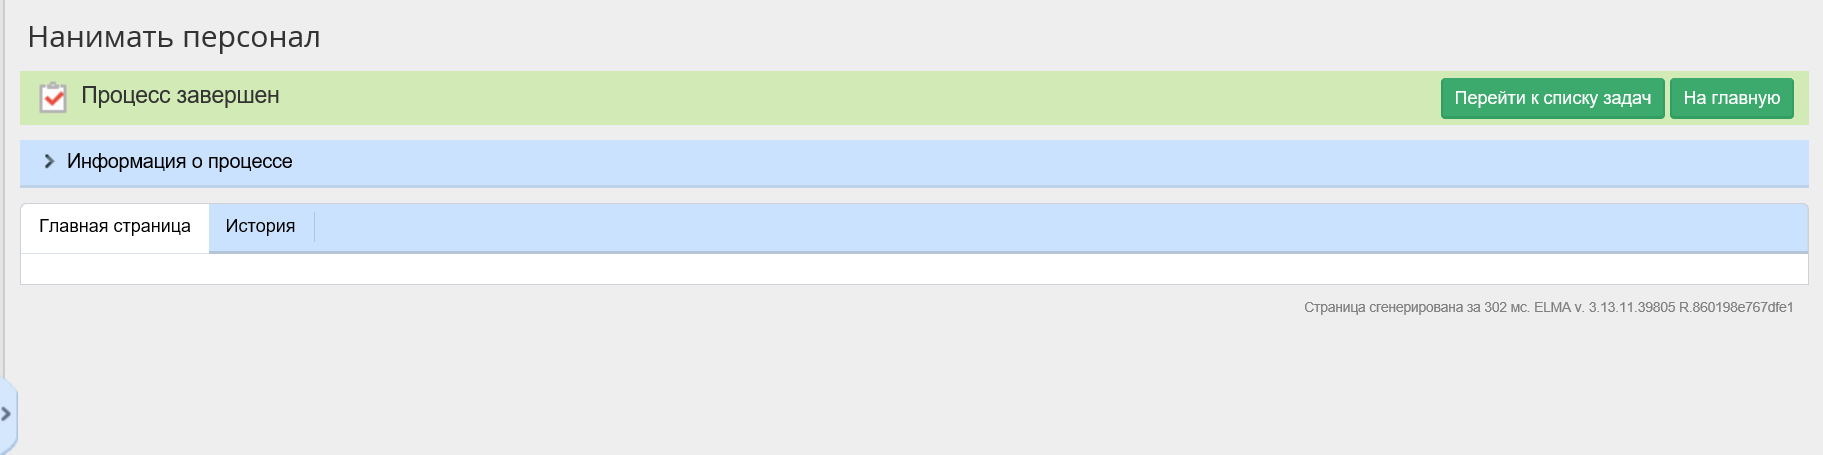 Нанимать персонал
Процесс завершен
Перейти к списку задач
На главную
Информация о процессе
Главная страница
История
Страница сгенерирована за 302 мс. ELMA v. 3.13.11.39805 R.860198e767dfe1